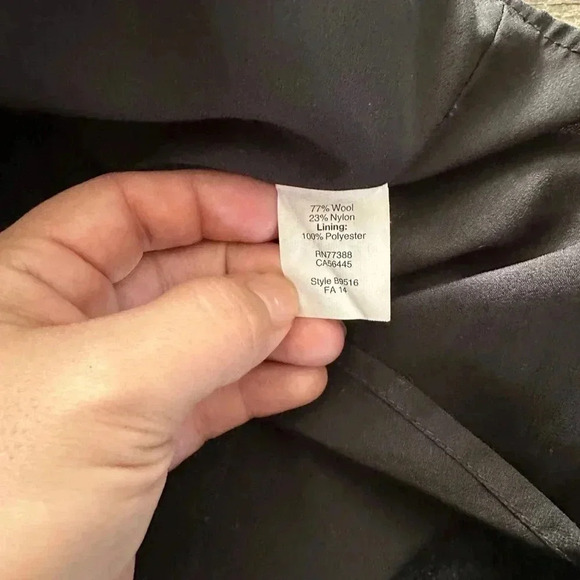 77% Wool
23% Nylon
Lining:
100% Polyester
RN77388
CA56445
Style B9516
FA 14